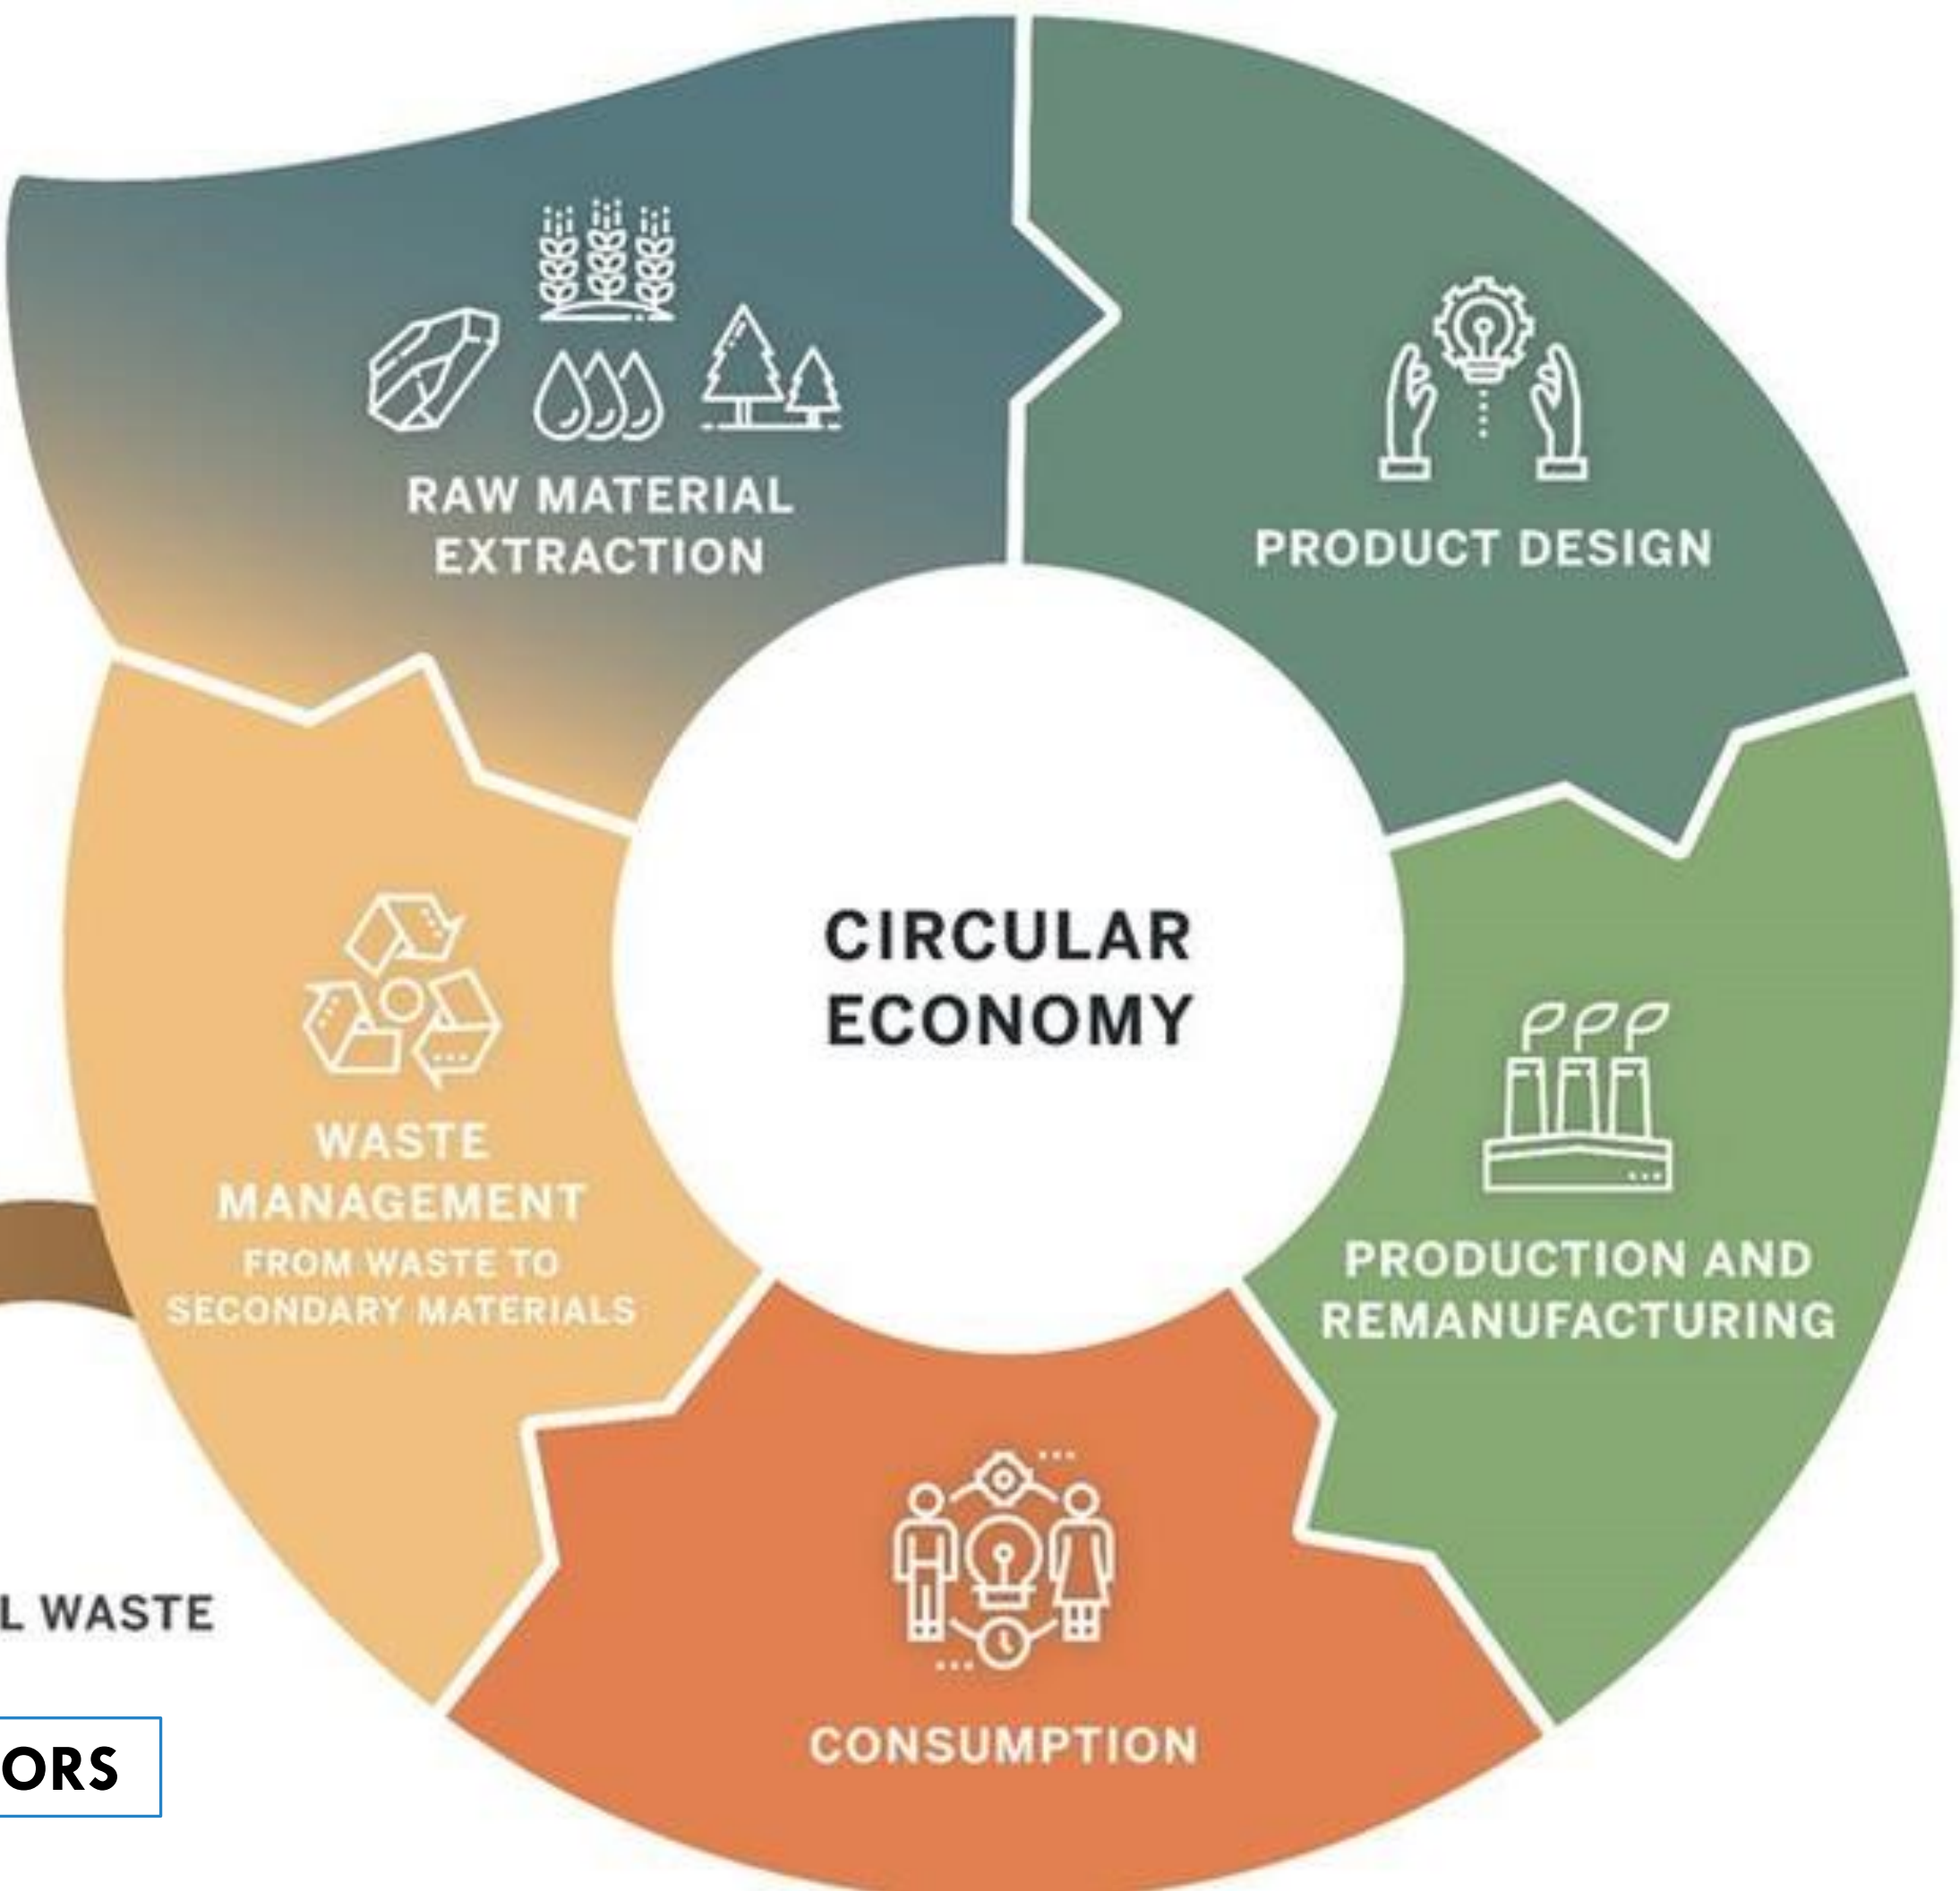 RAW MATERIAL
EXTRACTION
PRODUCT DESIGN
CIRCULAR
ECONOMY
WASTE
MANAGEMENT
FROM WASTE TO
SECONDARY MATERIALS
PRODUCTION AND
REMANUFACTURING
CONSUMPTION
L WASTE
ORS